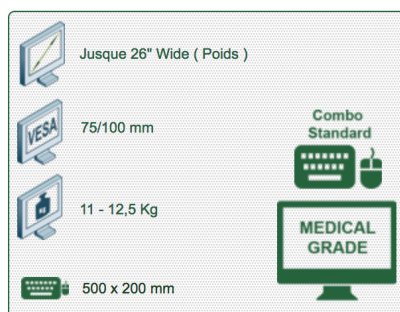 Jusque 26" Wide ( Poids )
VESA
75/100 mm
Combo
Standard
KG
11 - 12,5 Kg
MEDICAL
GRADE
500 x 200 mm